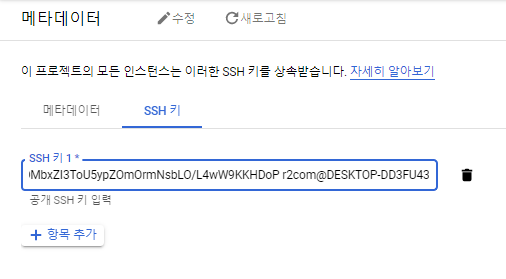 메타데이터 수정 새로고침
이 프로젝트의 모든 인스턴스는 이러한 SSH 키를 상속받습니다. 자세히 알아보기
메타데이터 SSH 키
SSH 키 1 *
MbxZI3ToU5ypZOmOrmNsbLO/L4wW9KKHDoP r2com@DESKTOP-DD3FU43
공개 SSH 키 입력
+ 항목 추가